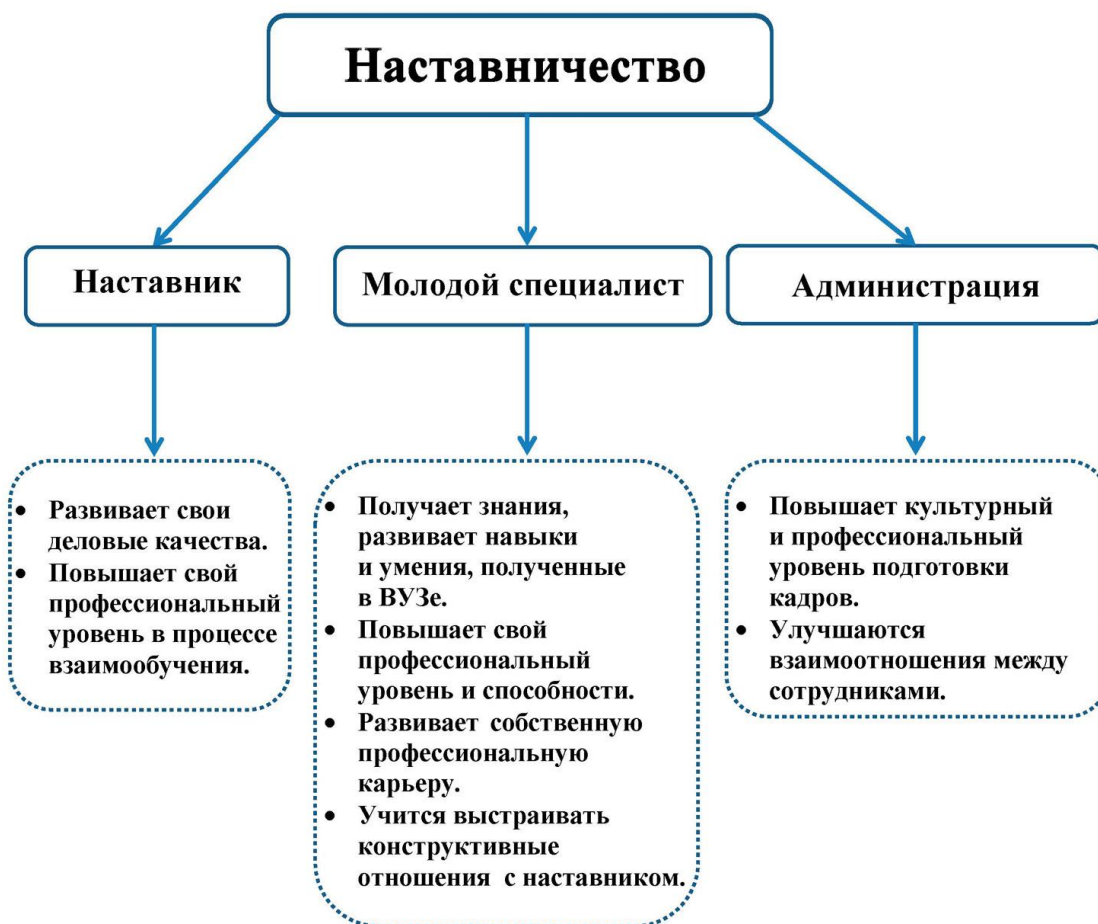 Наставничество
Наставник
Молодой специалист
Администрация
• Развивает свои
деловые качества.
• Повышает свой
профессиональный
уровень в процессе
взаимообучения.
• Получает знания,
развивает навыки
и умения, полученные
в ВУЗе.
• Повышает свой
профессиональный
уровень и способности.
• Развивает собственную
профессиональную
карьеру.
• Учится выстраивать
конструктивные
отношения с наставником.
• Повышает культурный
и профессиональный
уровень подготовки
кадров.
• Улучшаются
взаимоотношения между
сотрудниками.